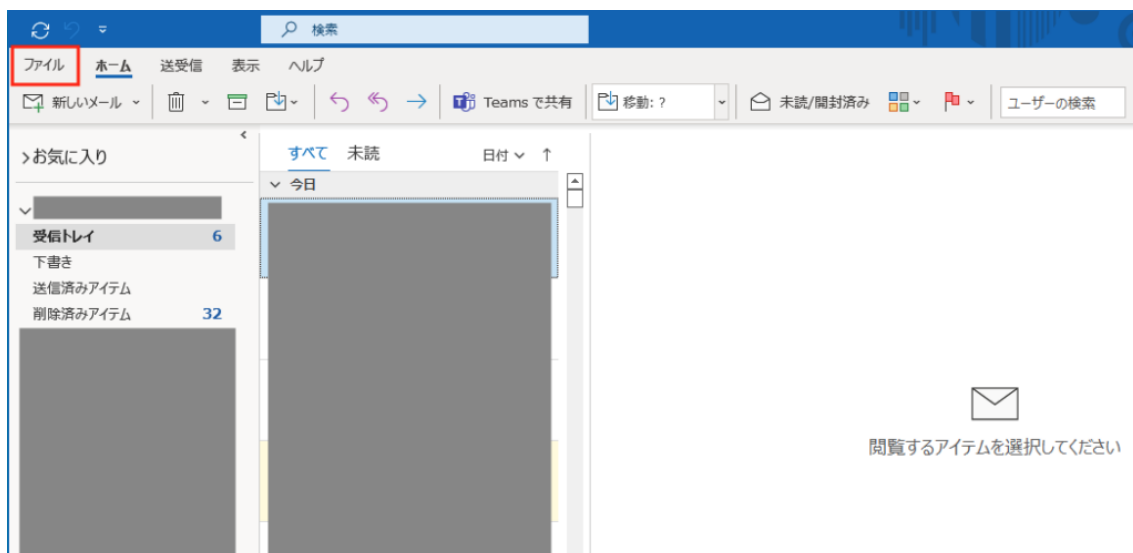 検索
ファイル ホーム 送受信 表示 ヘルプ
新しいメール Teams で共有 移動: ? 未読/開封済み ユーザーの検索
お気に入り
すべて 未読 日付
今日
受信トレイ 6
下書き
送信済みアイテム
削除済みアイテム 32
閲覧するアイテムを選択してください